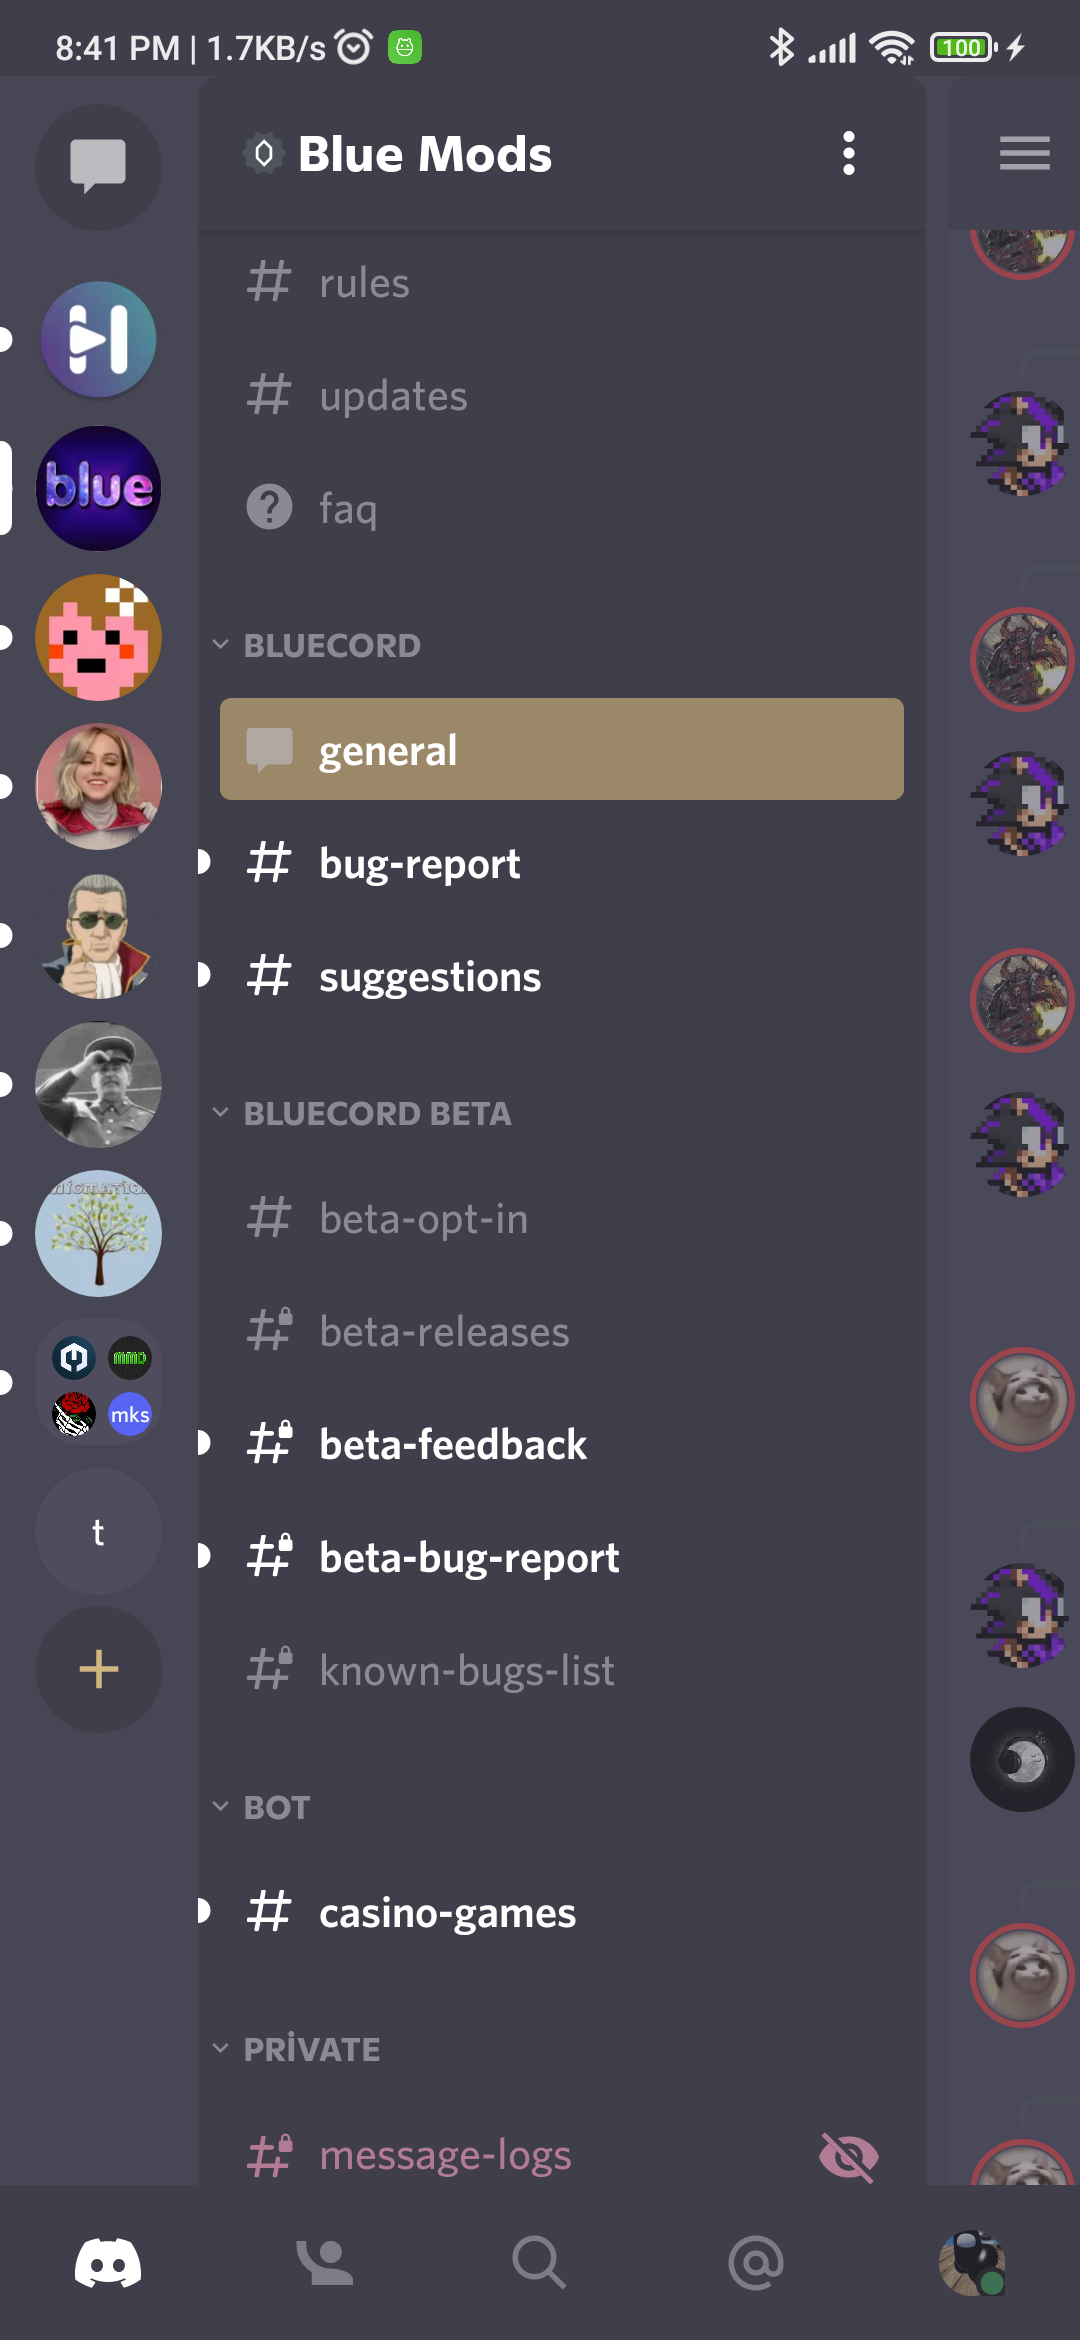 8:41 PM | 1.7KB/s
100
Blue Mods
rules
updates
faq
blue
BLUECORD
general
bug-report
suggestions
BLUECORD BETA
beta-opt-in
beta-releases
mmd
mks
beta-feedback
t
beta-bug-report
known-bugs-list
BOT
casino-games
PRİVATE
message-logs